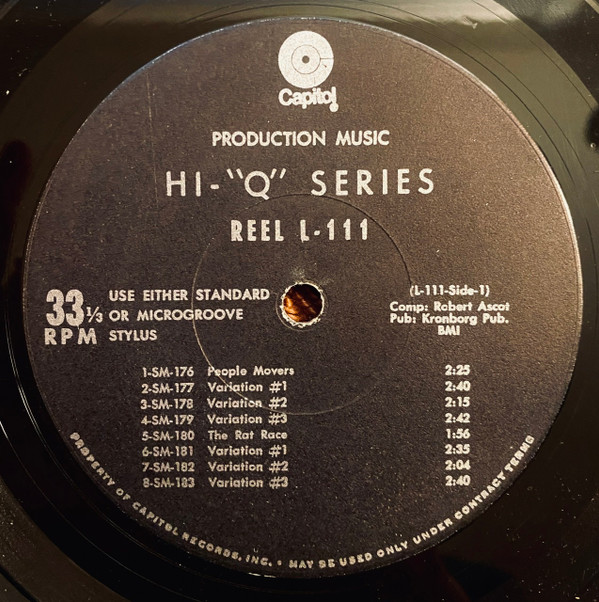 Capitol
PRODUCTION MUSIC
HI-"Q" SERIES
REEL L-111
33⅓ RPM
USE EITHER STANDARD
OR MICROGROOVE
STYLUS
(L-111-Side-1)
Comp: Robert Ascot
Pub: Kronborg Pub.
BMI
1-SM-176 People Movers 2:25
2-SM-177 Variation #1 2:40
3-SM-178 Variation #2 2:15
4-SM-179 Variation #3 2:42
5-SM-180 The Rat Race 1:56
6-SM-181 Variation #1 2:35
7-SM-182 Variation #2 2:04
8-SM-183 Variation #3 2:40
PROPERTY OF CAPITOL RECORDS, INC. • MAY BE USED ONLY UNDER CONTRACT TERMS